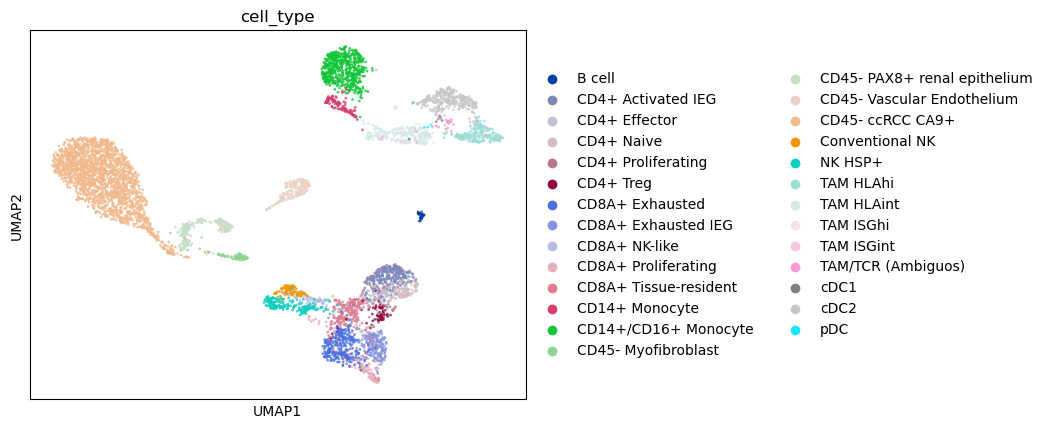 cell_type
UMAP2
UMAP1
B cell
CD4+ Activated IEG
CD4+ Effector
CD4+ Naive
CD4+ Proliferating
CD4+ Treg
CD8A+ Exhausted
CD8A+ Exhausted IEG
CD8A+ NK-like
CD8A+ Proliferating
CD8A+ Tissue-resident
CD14+ Monocyte
CD14+/CD16+ Monocyte
CD45- Myofibroblast
CD45- PAX8+ renal epithelium
CD45- Vascular Endothelium
CD45- ccRCC CA9+
Conventional NK
NK HSP+
TAM HLAhi
TAM HLAint
TAM ISGhi
TAM ISGint
TAM/TCR (Ambiguos)
cDC1
cDC2
pDC